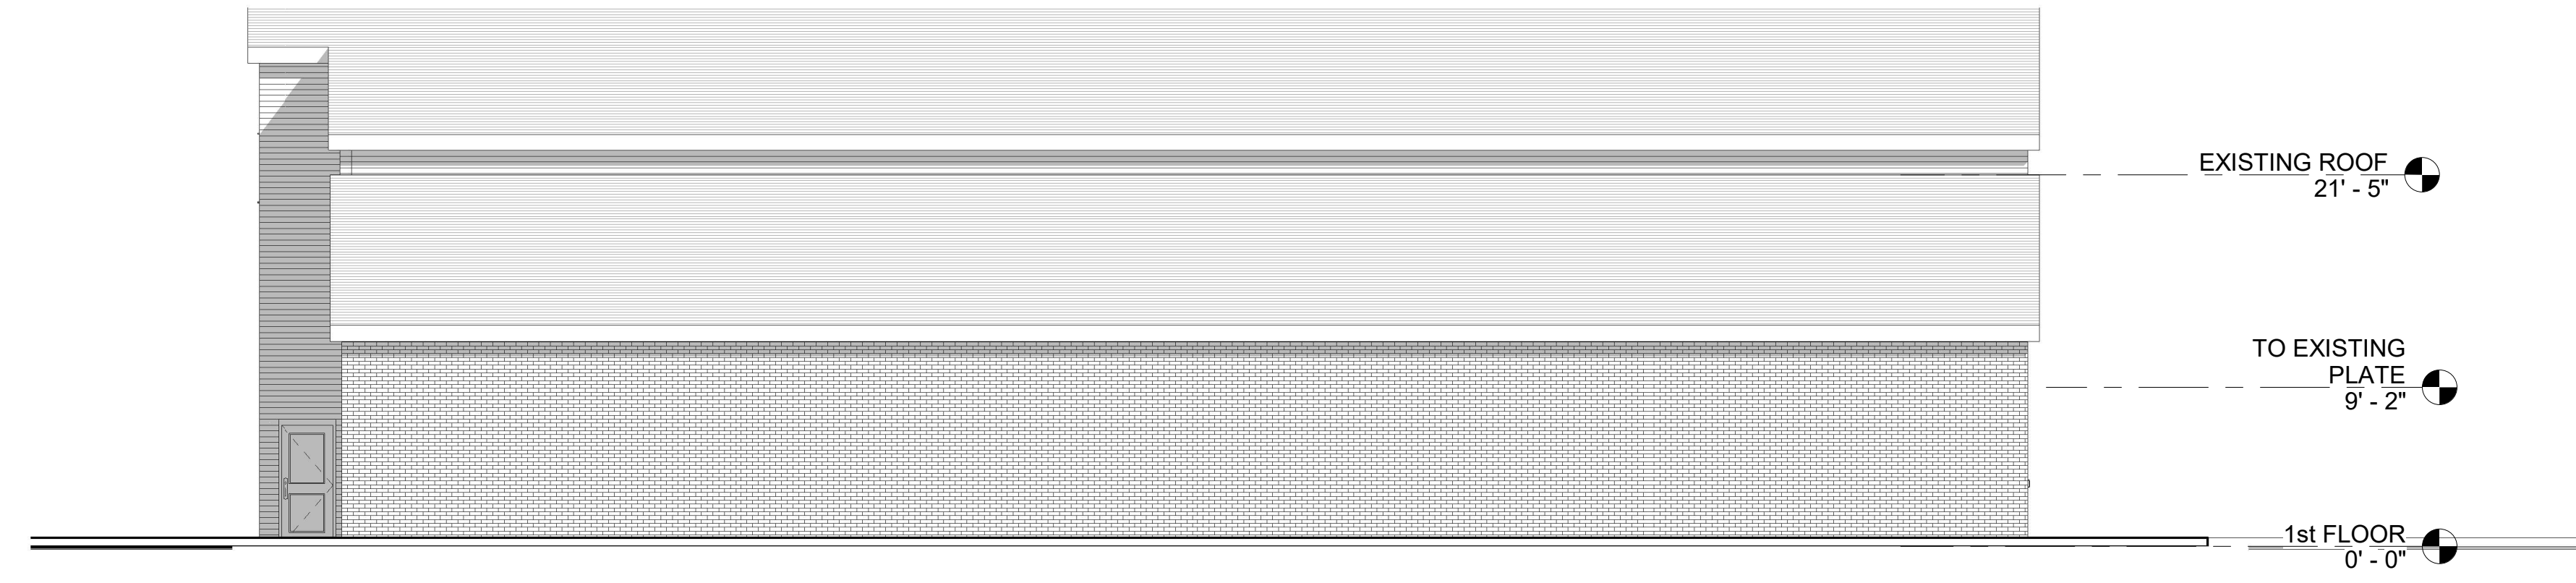 EXISTING ROOF
21' - 5"
TO EXISTING
PLATE
9' - 2"
1st FLOOR
0' - 0"